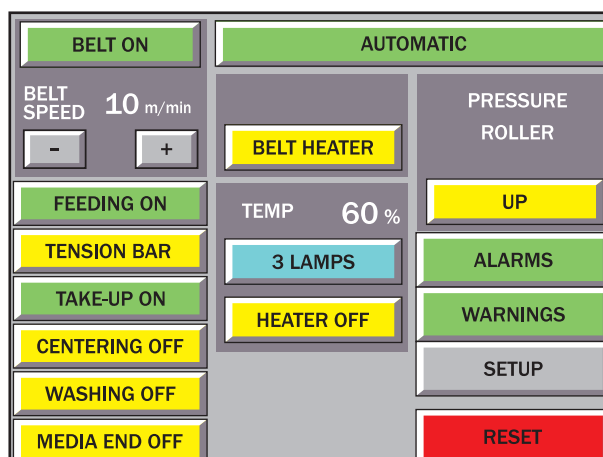 BELT ON
AUTOMATIC
BELT
SPEED
10 m/min
-
+
BELT HEATER
PRESSURE
ROLLER
UP
FEEDING ON
TENSION BAR
TAKE-UP ON
CENTERING OFF
WASHING OFF
MEDIA END OFF
TEMP 60 %
3 LAMPS
HEATER OFF
ALARMS
WARNINGS
SETUP
RESET